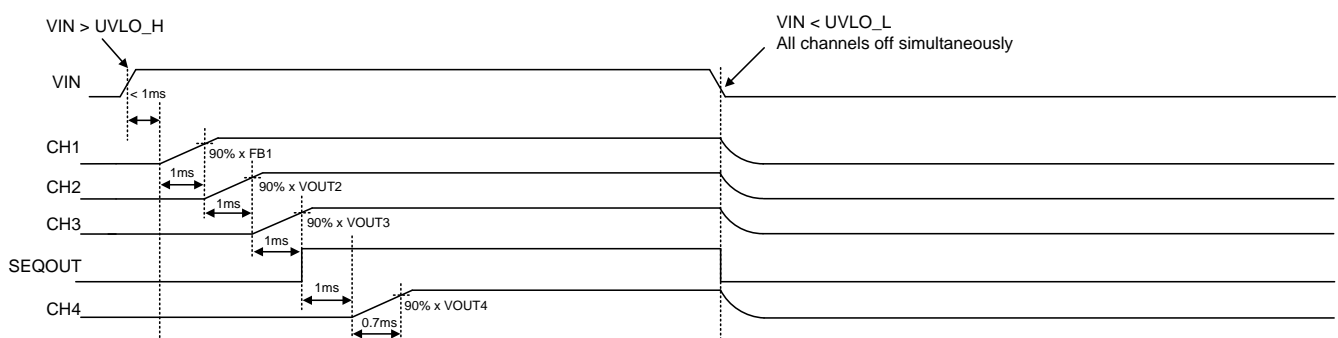 VIN > UVLO_H
VIN < UVLO_L
All channels off simultaneously
VIN
< 1ms
CH1
90% x FB1
1ms
CH2
90% x VOUT2
1ms
CH3
90% x VOUT3
1ms
SEQOUT
1ms
CH4
90% x VOUT4
0.7ms